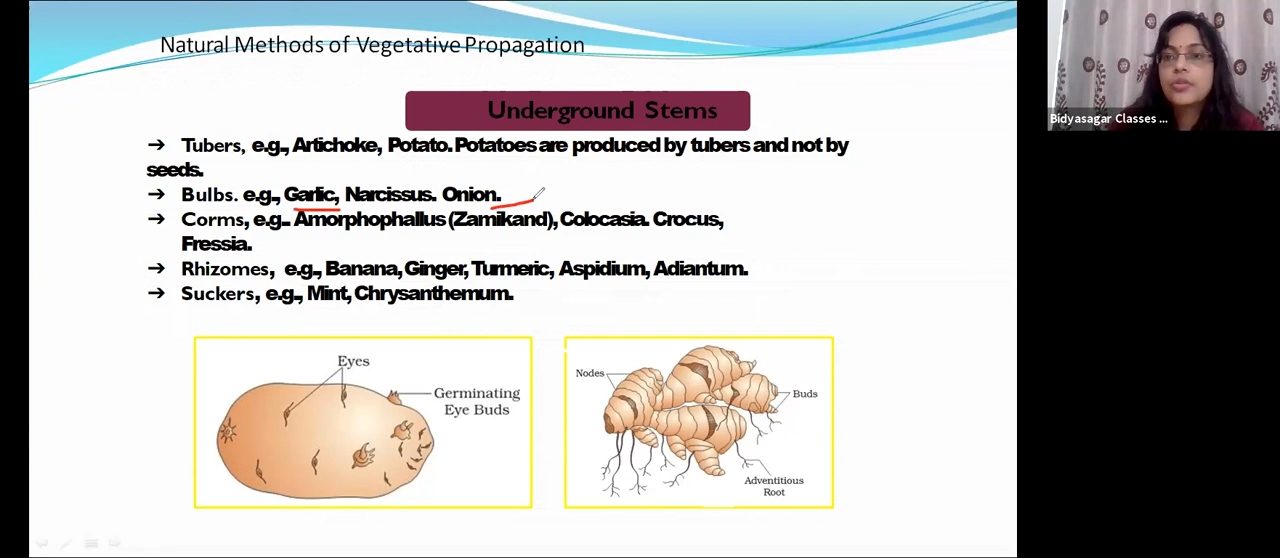 Natural Methods of Vegetative Propagation
Underground Stems
➔ Tubers, e.g., Artichoke, Potato. Potatoes are produced by tubers and not by
seeds.
➔ Bulbs. e.g., Garlic, Narcissus. Onion.
➔ Corms, e.g.. Amorphophallus (Zamikand), Colocasia. Crocus,
Fressia.
➔ Rhizomes, e.g., Banana, Ginger, Turmeric, Aspidium, Adiantum.
➔ Suckers, e.g., Mint, Chrysanthemum.
Eyes
Germinating
Eye Buds
Nodes
Buds
Adventitious
Root
Bidyasagar Classes ...